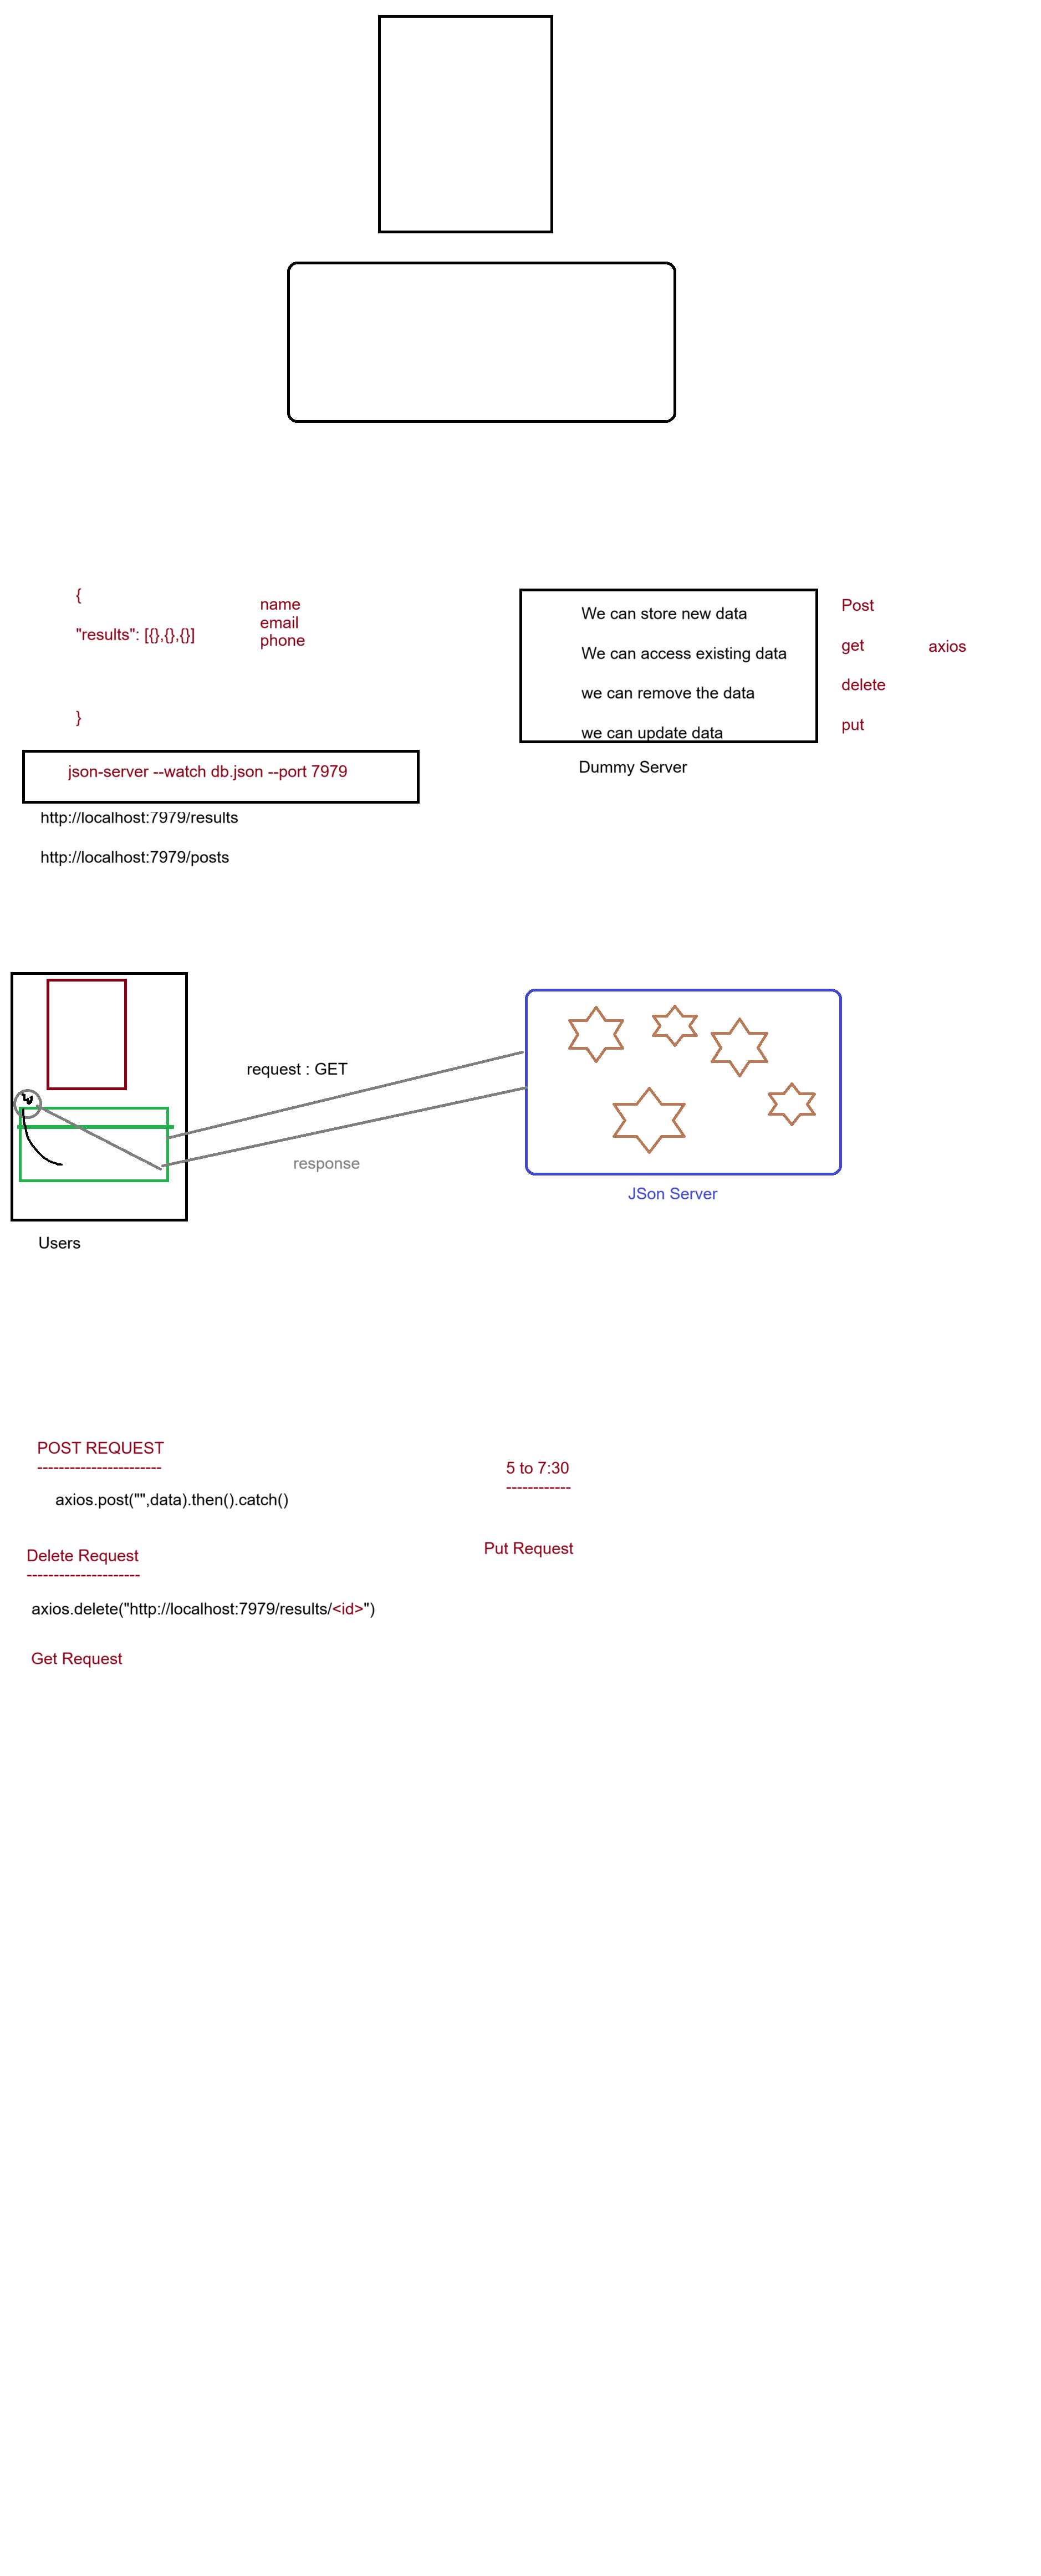 {
"results": [{},{},{}]
}
name
email
phone
We can store new data
We can access existing data
we can remove the data
we can update data
Post
get
delete
put
axios
Dummy Server
json-server --watch db.json --port 7979
http://localhost:7979/results
http://localhost:7979/posts
request : GET
response
JSon Server
Users
POST REQUEST
-----------------------
axios.post("",data).then().catch()
5 to 7:30
------------
Put Request
Delete Request
---------------------
axios.delete("http://localhost:7979/results/<id>")
Get Request